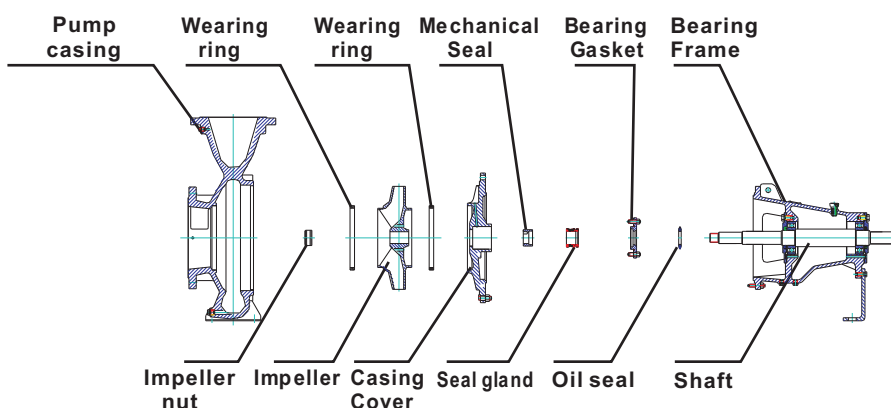 Pump
casing
Wearing
ring
Wearing
ring
Mechanical
Seal
Bearing
Gasket
Bearing
Frame
Impeller
nut
Impeller
Casing
Cover
Seal gland
Oil seal
Shaft